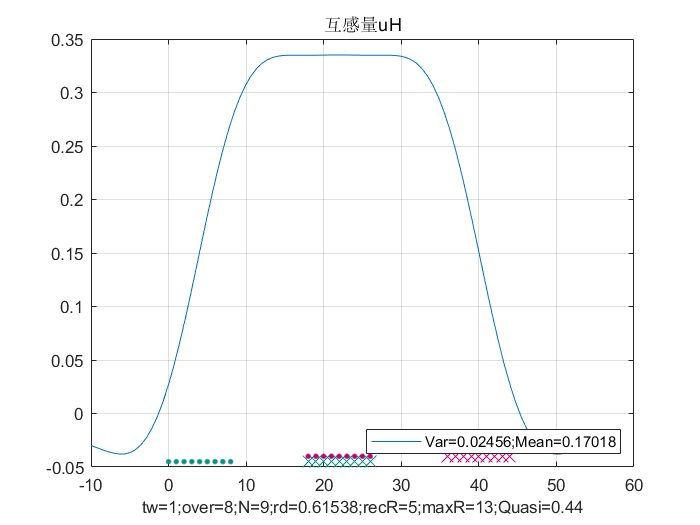 互感量uH
0.35
0.3
0.25
0.2
0.15
0.1
0.05
0
-0.05
-10 0 10 20 30 40 50 60
Var=0.02456;Mean=0.17018
tw=1;over=8;N=9;rd=0.61538;recR=5;maxR=13;Quasi=0.44